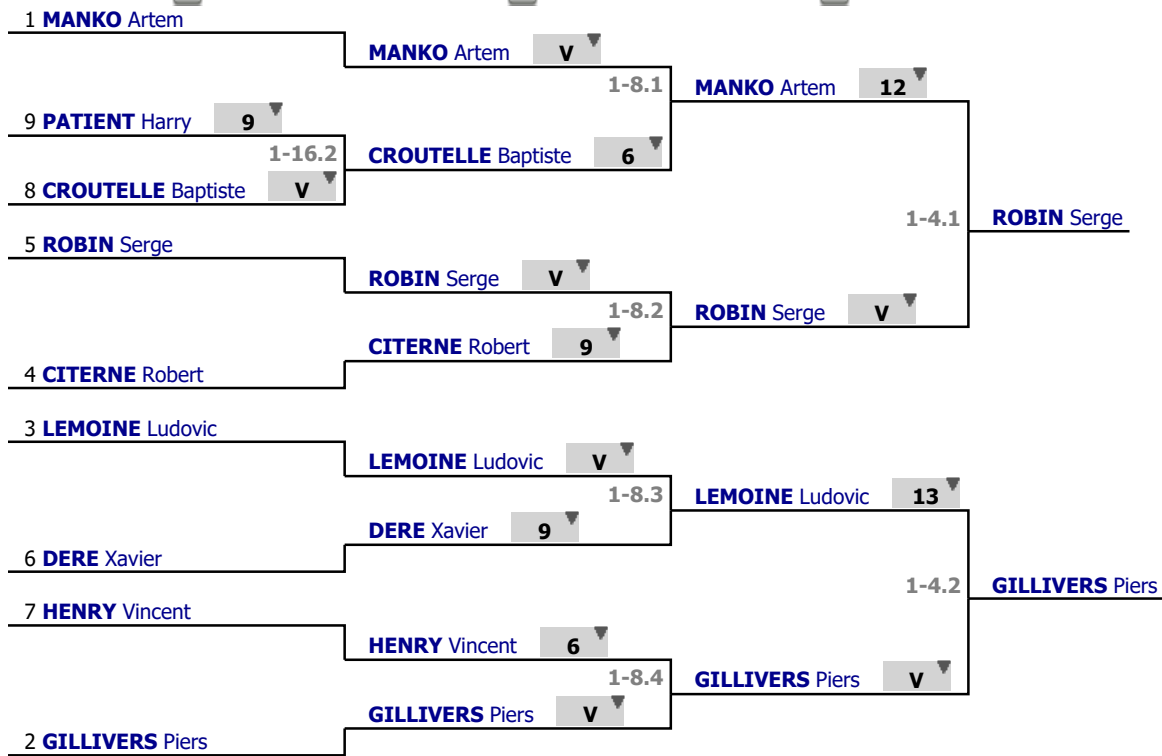 1 MANKO Artem
MANKO Artem V
1-8.1
MANKO Artem 12
9 PATIENT Harry 9
1-16.2
CROUTELLE Baptiste 6
8 CROUTELLE Baptiste V
1-4.1
ROBIN Serge
5 ROBIN Serge
ROBIN Serge V
1-8.2
ROBIN Serge V
CITERNE Robert 9
4 CITERNE Robert
3 LEMOINE Ludovic
LEMOINE Ludovic V
1-8.3
LEMOINE Ludovic 13
DERE Xavier 9
6 DERE Xavier
1-4.2
GILLIVERS Piers
7 HENRY Vincent
HENRY Vincent 6
1-8.4
GILLIVERS Piers V
GILLIVERS Piers V
2 GILLIVERS Piers